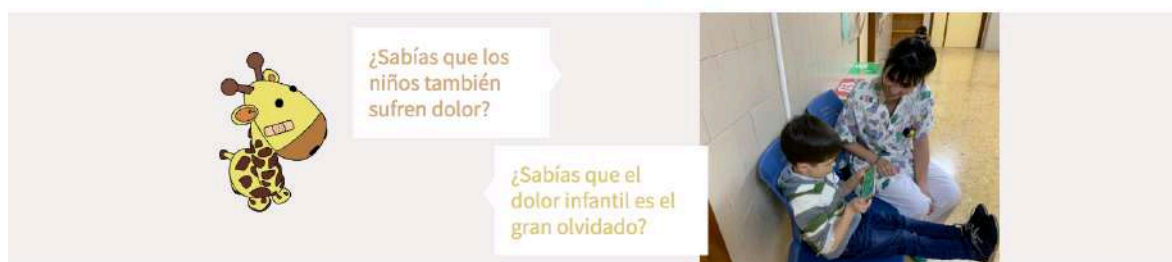 ¿Sabías que los
niños también
sufren dolor?
¿Sabías que el
dolor infantil es el
gran olvidado?